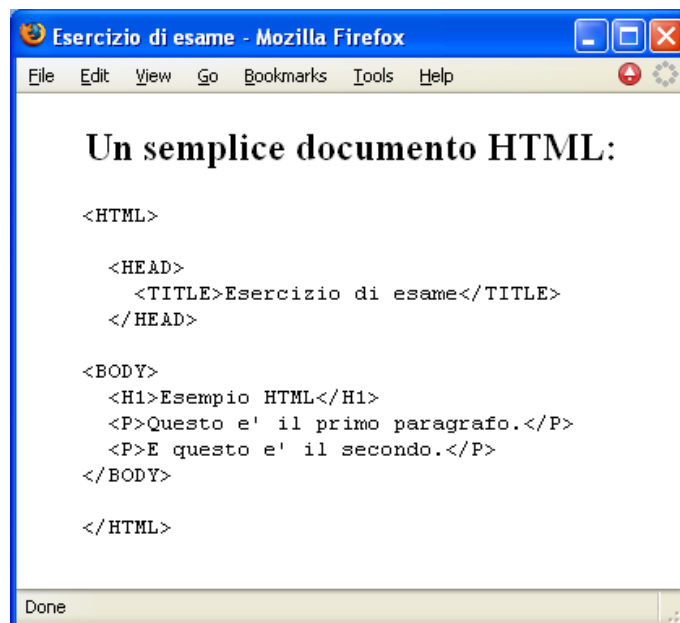 Esercizio di esame - Mozilla Firefox
File Edit View Go Bookmarks Tools Help
Un semplice documento HTML:
<HTML>
<HEAD>
<TITLE>Esercizio di esame</TITLE>
</HEAD>
<BODY>
<H1>Esempio HTML</H1>
<P>Questo e' il primo paragrafo.</P>
<P>E questo e' il secondo.</P>
</BODY>
</HTML>
Done